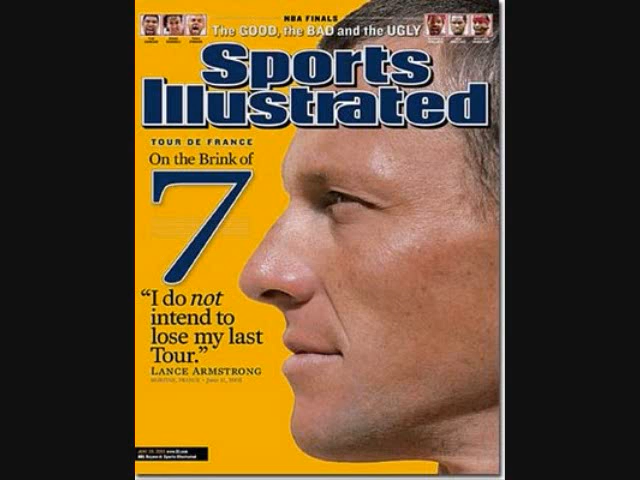 NBA FINALS
The GOOD, the BAD and the UGLY
Sports
Illustrated
TOUR DE FRANCE
On the Brink of
7
“I do not
intend to
lose my last
Tour.”
LANCE ARMSTRONG